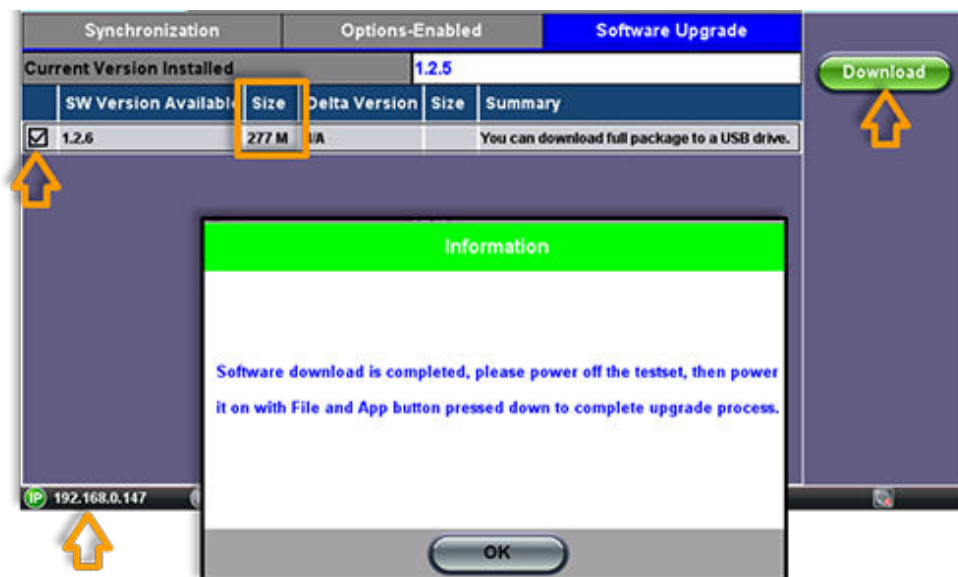 Synchronization Options-Enabled Software Upgrade
Current Version Installed 1.2.5 Download
SW Version Available Size Delta Version Size Summary
1.2.6 277 M You can download full package to a USB drive.
Information
Software download is completed, please power off the testset, then power
it on with File and App button pressed down to complete upgrade process.
IP 192.168.0.147
OK